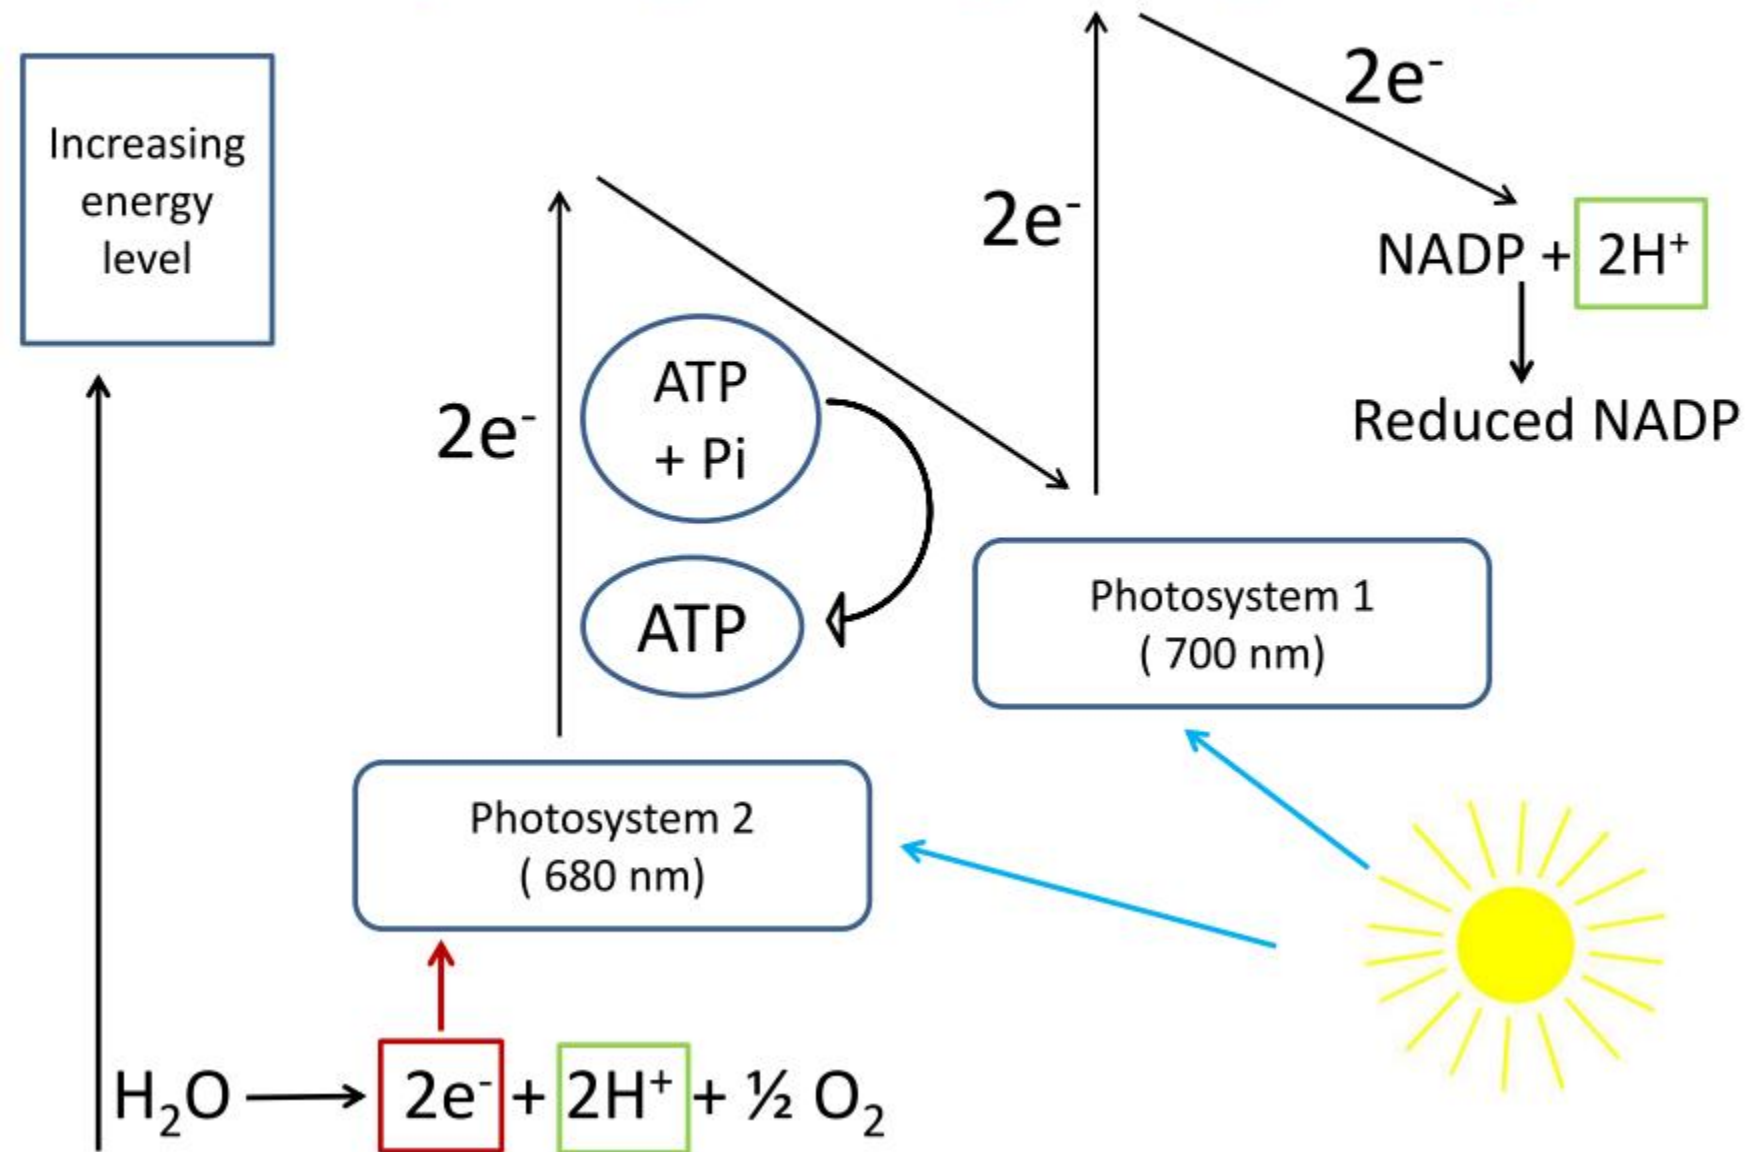 Increasing
energy
level
2e⁻
2e⁻
2e⁻
NADP + 2H⁺
Reduced NADP
ATP
+ Pi
ATP
Photosystem 1
( 700 nm)
Photosystem 2
( 680 nm)
H₂O 2e⁻ + 2H⁺ + ½ O₂